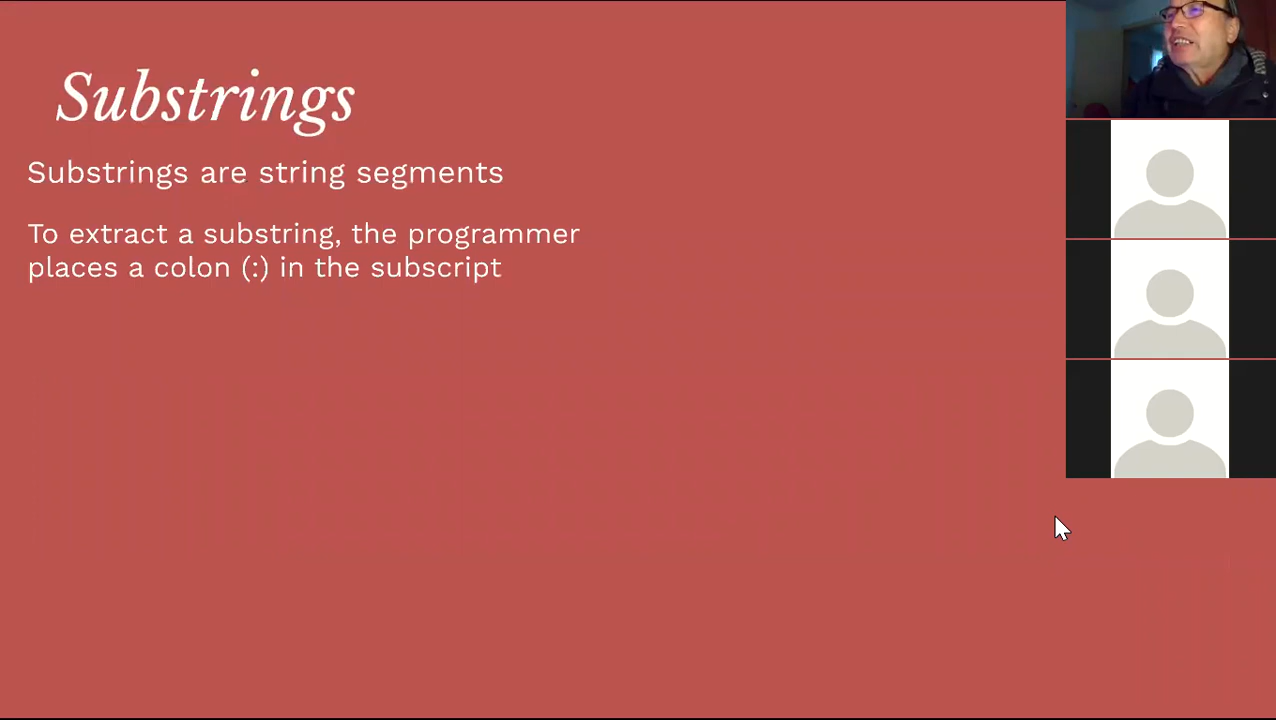 Substrings
Substrings are string segments
To extract a substring, the programmer
places a colon (:) in the subscript